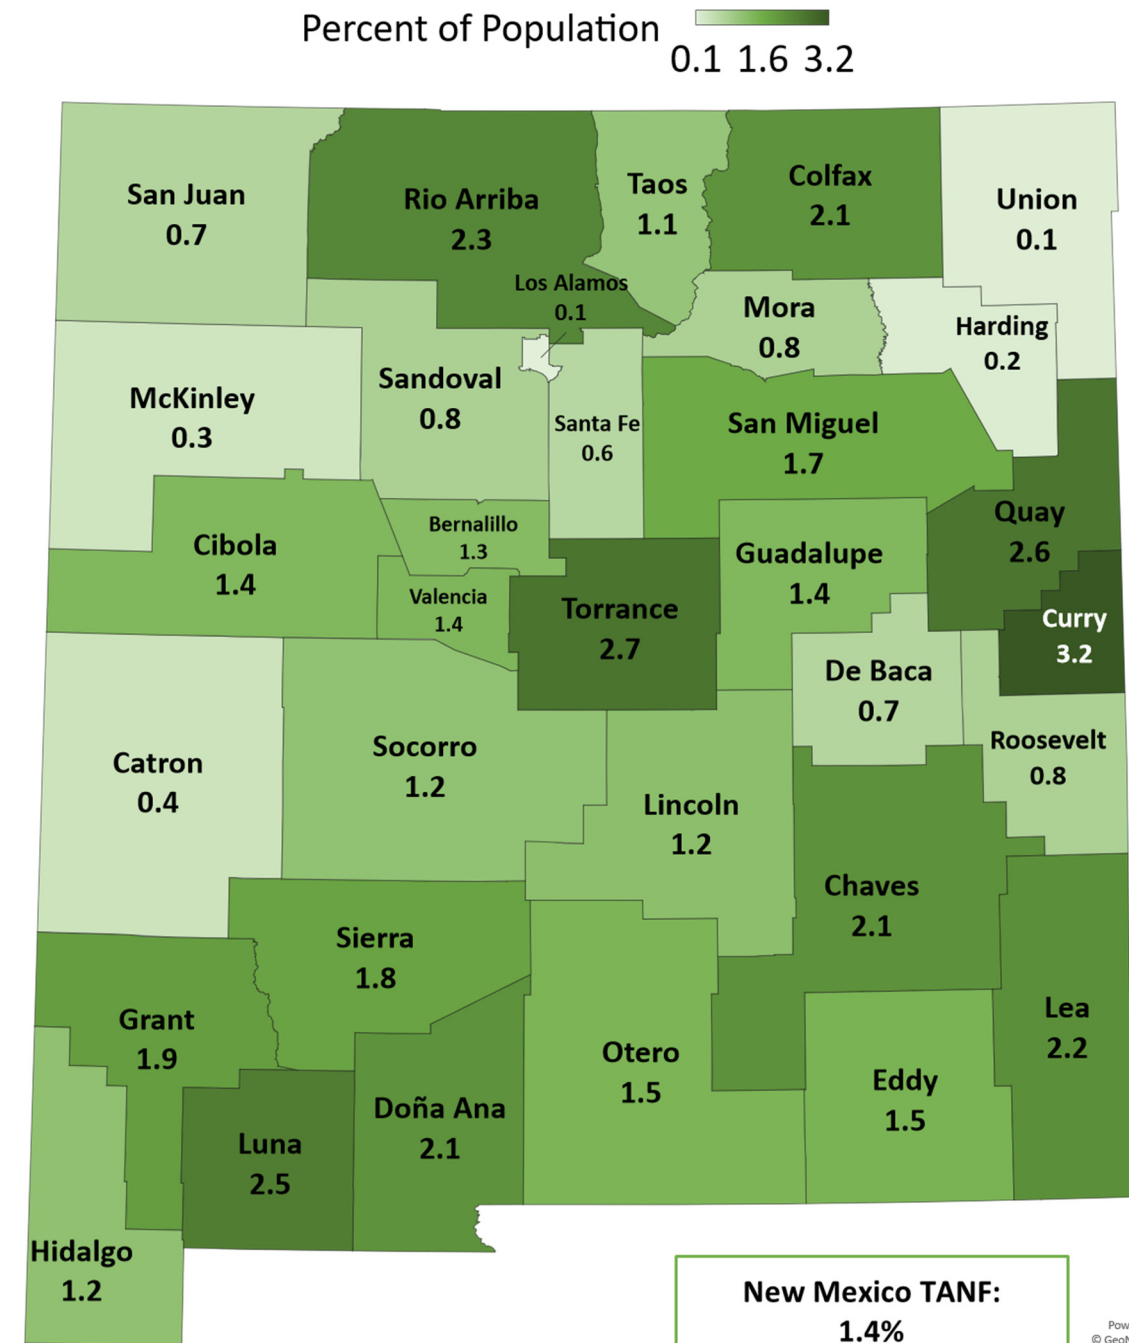 Percent of Population
0.1 1.6 3.2
San Juan
0.7
Rio Arriba
2.3
Taos
1.1
Colfax
2.1
Union
0.1
Los Alamos
0.1
Mora
0.8
Harding
0.2
McKinley
0.3
Sandoval
0.8
Santa Fe
0.6
San Miguel
1.7
Quay
2.6
Cibola
1.4
Bernalillo
1.3
Valencia
1.4
Torrance
2.7
Guadalupe
1.4
Curry
3.2
De Baca
0.7
Roosevelt
0.8
Catron
0.4
Socorro
1.2
Lincoln
1.2
Chaves
2.1
Sierra
1.8
Grant
1.9
Otero
1.5
Lea
2.2
Eddy
1.5
Doña Ana
2.1
Luna
2.5
Hidalgo
1.2
New Mexico TANF:
1.4%